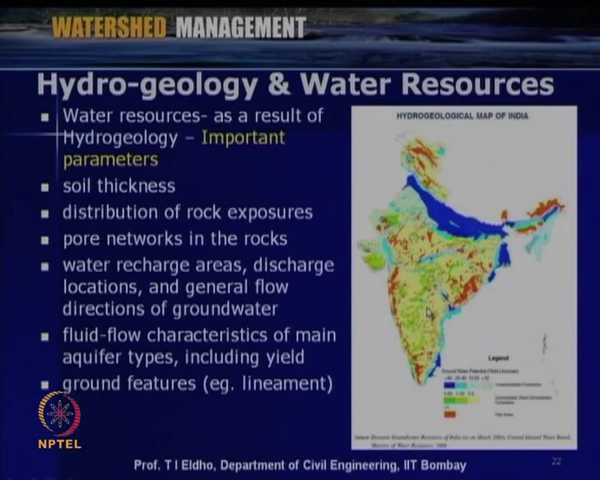 WATERSHED MANAGEMENT
Hydro-geology & Water Resources
Water resources- as a result of
Hydrogeology – Important
parameters
soil thickness
distribution of rock exposures
pore networks in the rocks
water recharge areas, discharge
locations, and general flow
directions of groundwater
fluid-flow characteristics of main
aquifer types, including yield
ground features (eg. lineament)
HYDROGEOLOGICAL MAP OF INDIA
Legend
NPTEL
Prof. T I Eldho, Department of Civil Engineering, IIT Bombay
22